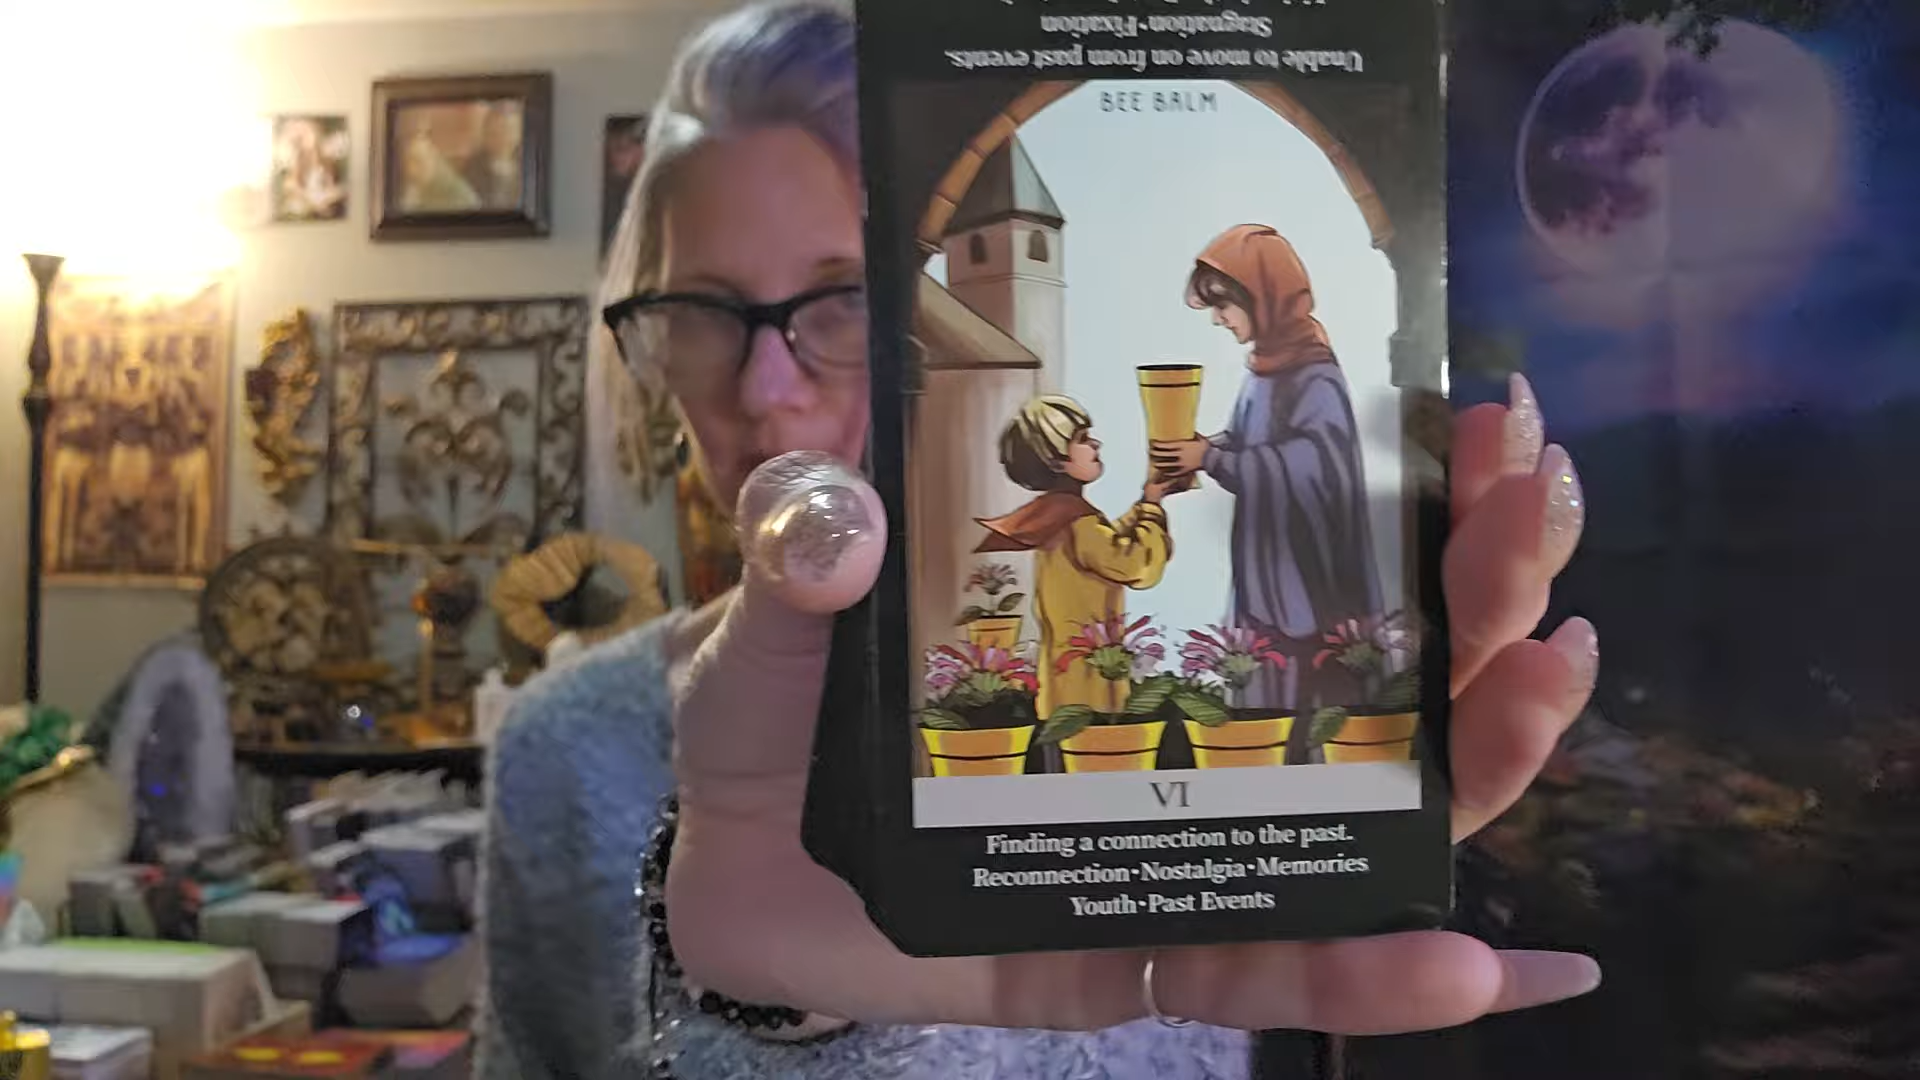 Stagnation•Fixation
Unable to move on from past events.
BEE BALM
VI
Finding a connection to the past.
Reconnection•Nostalgia•Memories
Youth•Past Events